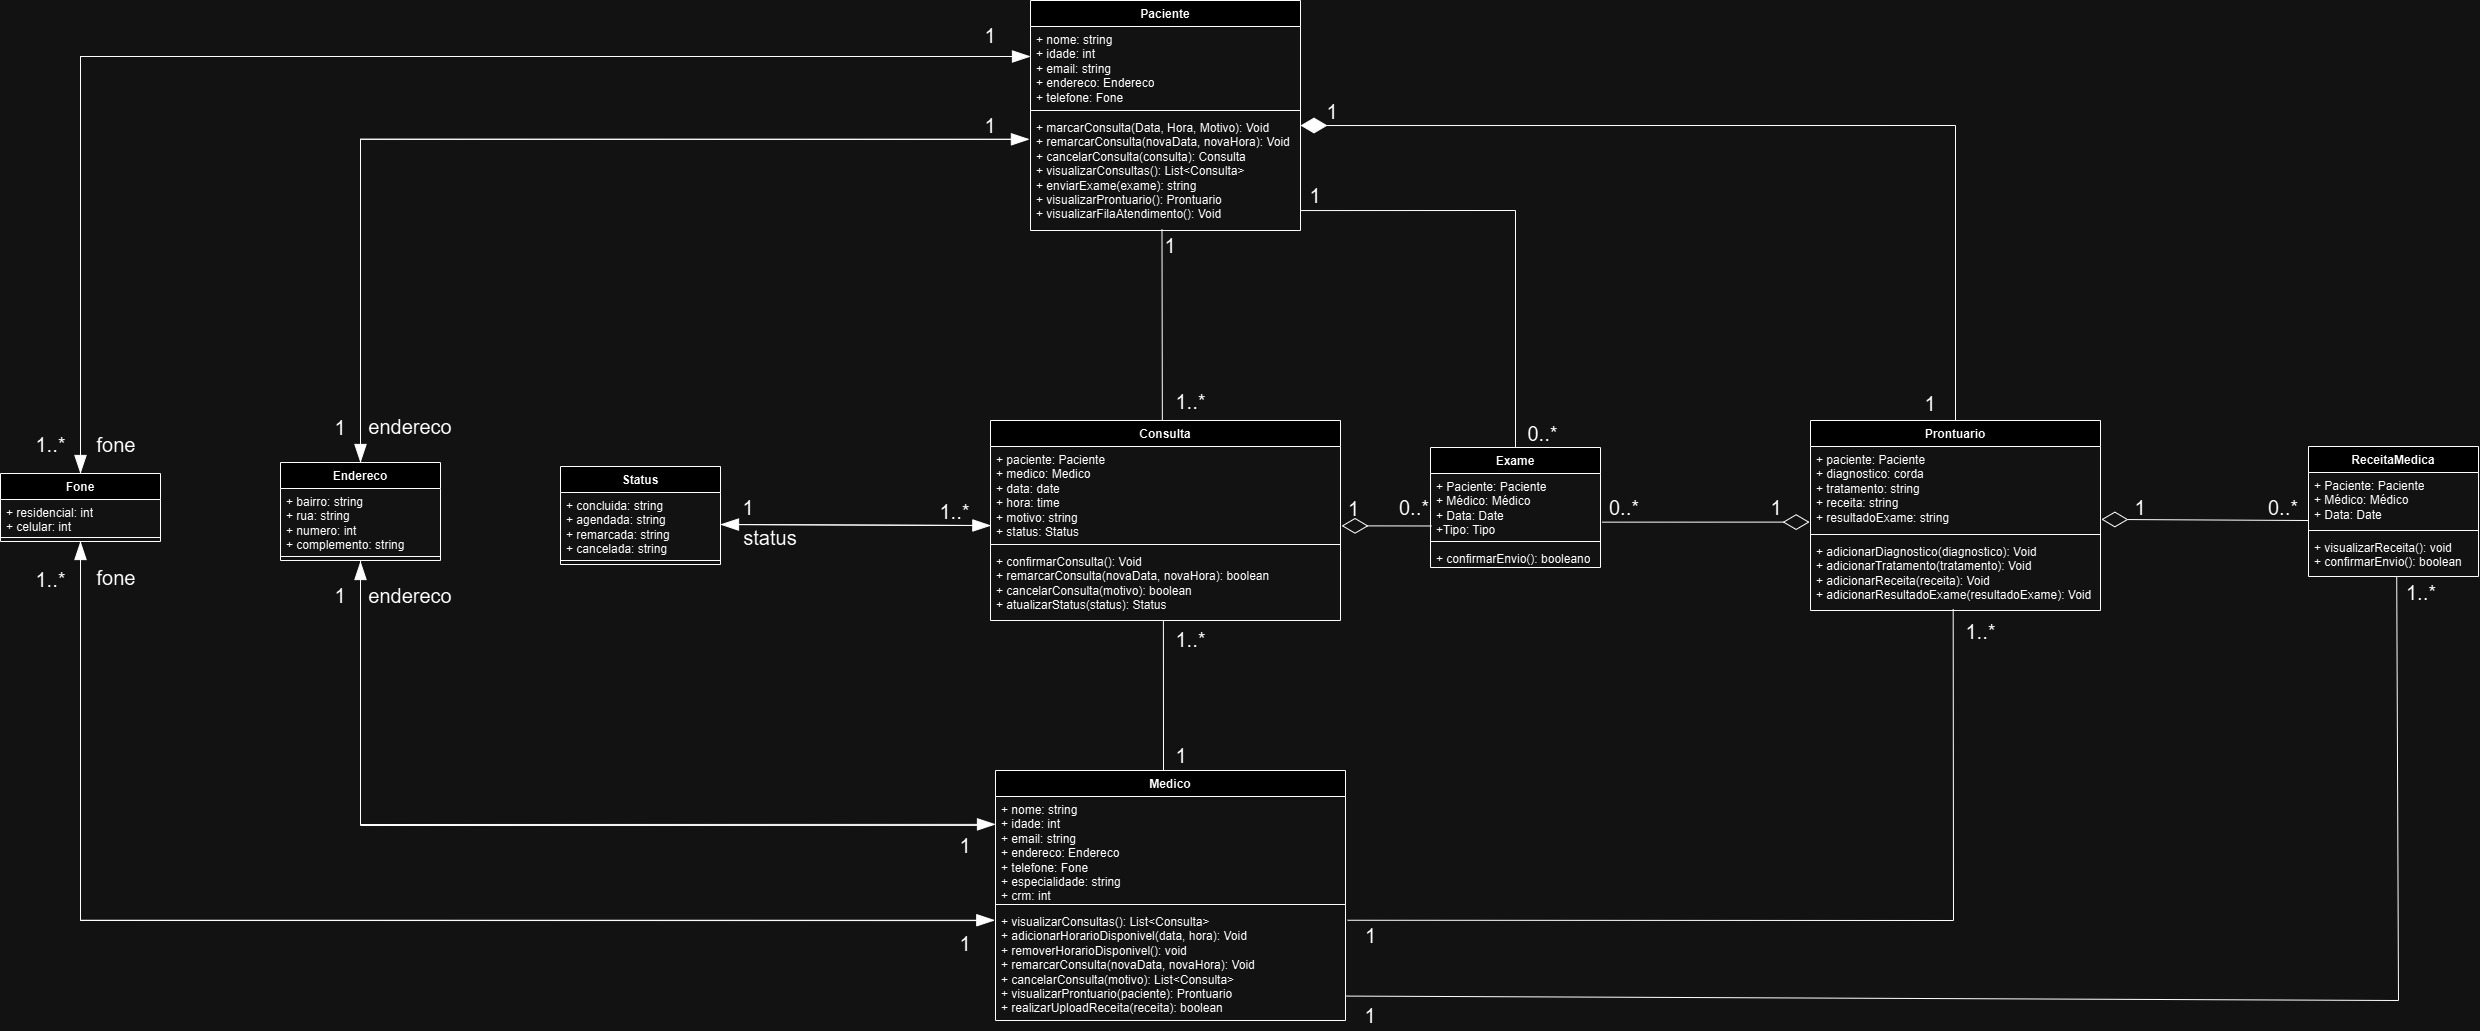 Paciente
+ nome: string
+ idade: int
+ email: string
+ endereco: Endereco
+ telefone: Fone
+ marcarConsulta(Data, Hora, Motivo): Void
+ remarcarConsulta(novaData, novaHora): Void
+ cancelarConsulta(consulta): Consulta
+ visualizarConsultas(): List<Consulta>
+ enviarExame(exame): string
+ visualizarProntuario(): Prontuario
+ visualizarFilaAtendimento(): Void
1
1
1
1
1
1..* fone
Fone
+ residencial: int
+ celular: int
1..* fone
1 endereco
Endereco
+ bairro: string
+ rua: string
+ numero: int
+ complemento: string
1 endereco
Status
+ concluida: string
+ agendada: string
+ remarcada: string
+ cancelada: string
1
status
1..*
1..*
Consulta
+ paciente: Paciente
+ medico: Medico
+ data: date
+ hora: time
+ motivo: string
+ status: Status
+ confirmarConsulta(): Void
+ remarcarConsulta(novaData, novaHora): boolean
+ cancelarConsulta(motivo): boolean
+ atualizarStatus(status): Status
1..*
1
0..*
0..*
Exame
+ Paciente: Paciente
+ Médico: Médico
+ Data: Date
+Tipo: Tipo
+ confirmarEnvio(): booleano
0..*
1
1
Prontuario
+ paciente: Paciente
+ diagnostico: corda
+ tratamento: string
+ receita: string
+ resultadoExame: string
+ adicionarDiagnostico(diagnostico): Void
+ adicionarTratamento(tratamento): Void
+ adicionarReceita(receita): Void
+ adicionarResultadoExame(resultadoExame): Void
1..*
1
0..*
ReceitaMedica
+ Paciente: Paciente
+ Médico: Médico
+ Data: Date
+ visualizarReceita(): void
+ confirmarEnvio(): boolean
1..*
1
Medico
+ nome: string
+ idade: int
+ email: string
+ endereco: Endereco
+ telefone: Fone
+ especialidade: string
+ crm: int
+ visualizarConsultas(): List<Consulta>
+ adicionarHorarioDisponivel(data, hora): Void
+ removerHorarioDisponivel(): void
+ remarcarConsulta(novaData, novaHora): Void
+ cancelarConsulta(motivo): List<Consulta>
+ visualizarProntuario(paciente): Prontuario
+ realizarUploadReceita(receita): boolean
1
1
1
1